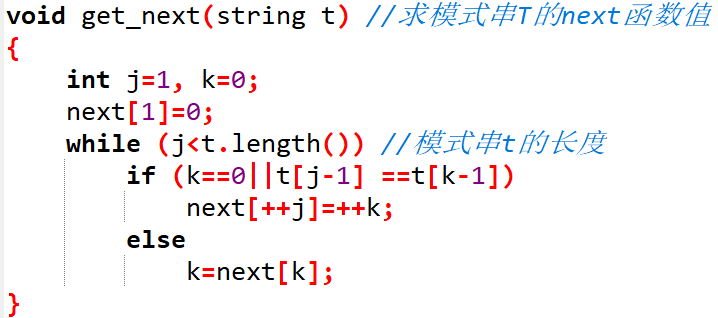 void get_next(string t) //求模式串T的next函数值
{
    int j=1, k=0;
    next[1]=0;
    while (j<t.length()) //模式串t的长度
        if (k==0||t[j-1] ==t[k-1])
            next[++j]=++k;
        else
            k=next[k];
}